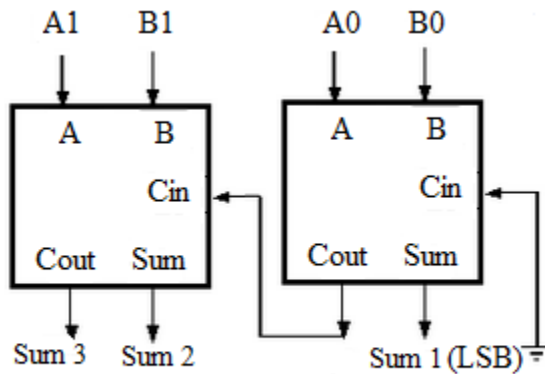 A1 B1 A0 B0
A B A B
Cin Cin
Cout Sum Cout Sum
Sum 3 Sum 2 Sum 1 (LSB)